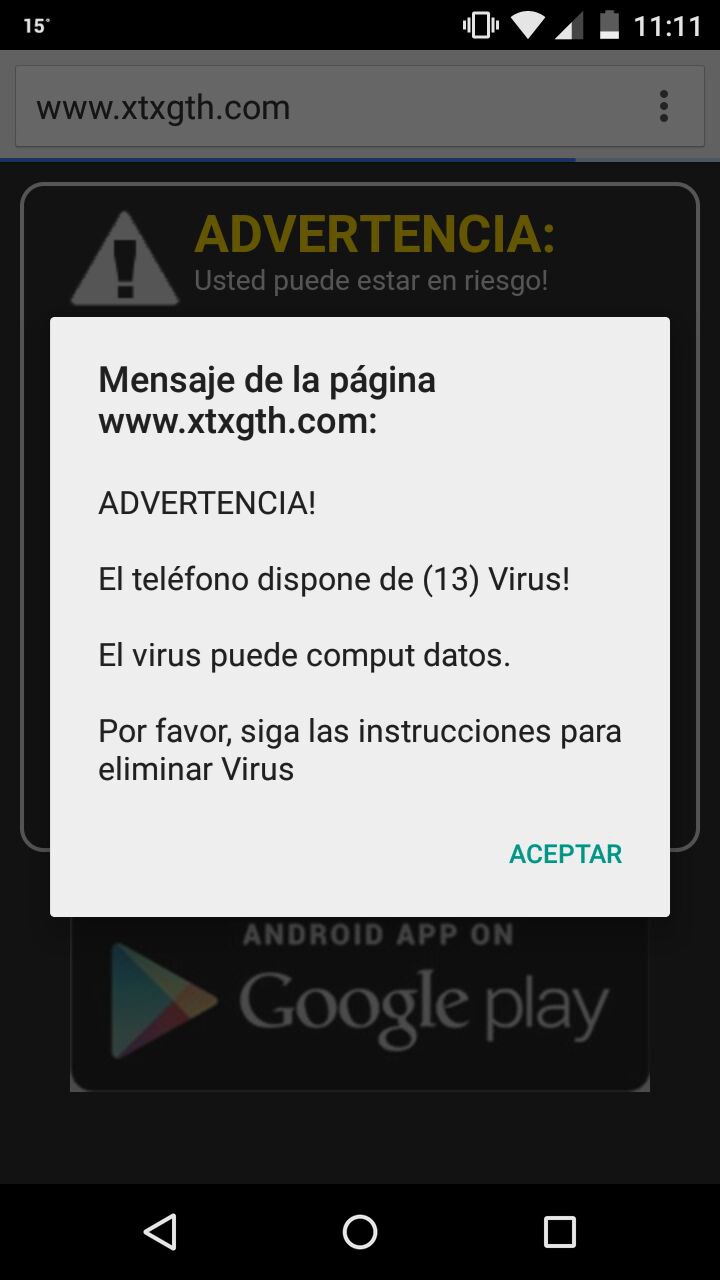 15°
11:11
www.xtxgth.com
ADVERTENCIA:
Usted puede estar en riesgo!
Mensaje de la página
www.xtxgth.com:
ADVERTENCIA!
El teléfono dispone de (13) Virus!
El virus puede comput datos.
Por favor, siga las instrucciones para
eliminar Virus
ACEPTAR
ANDROID APP ON
Google play